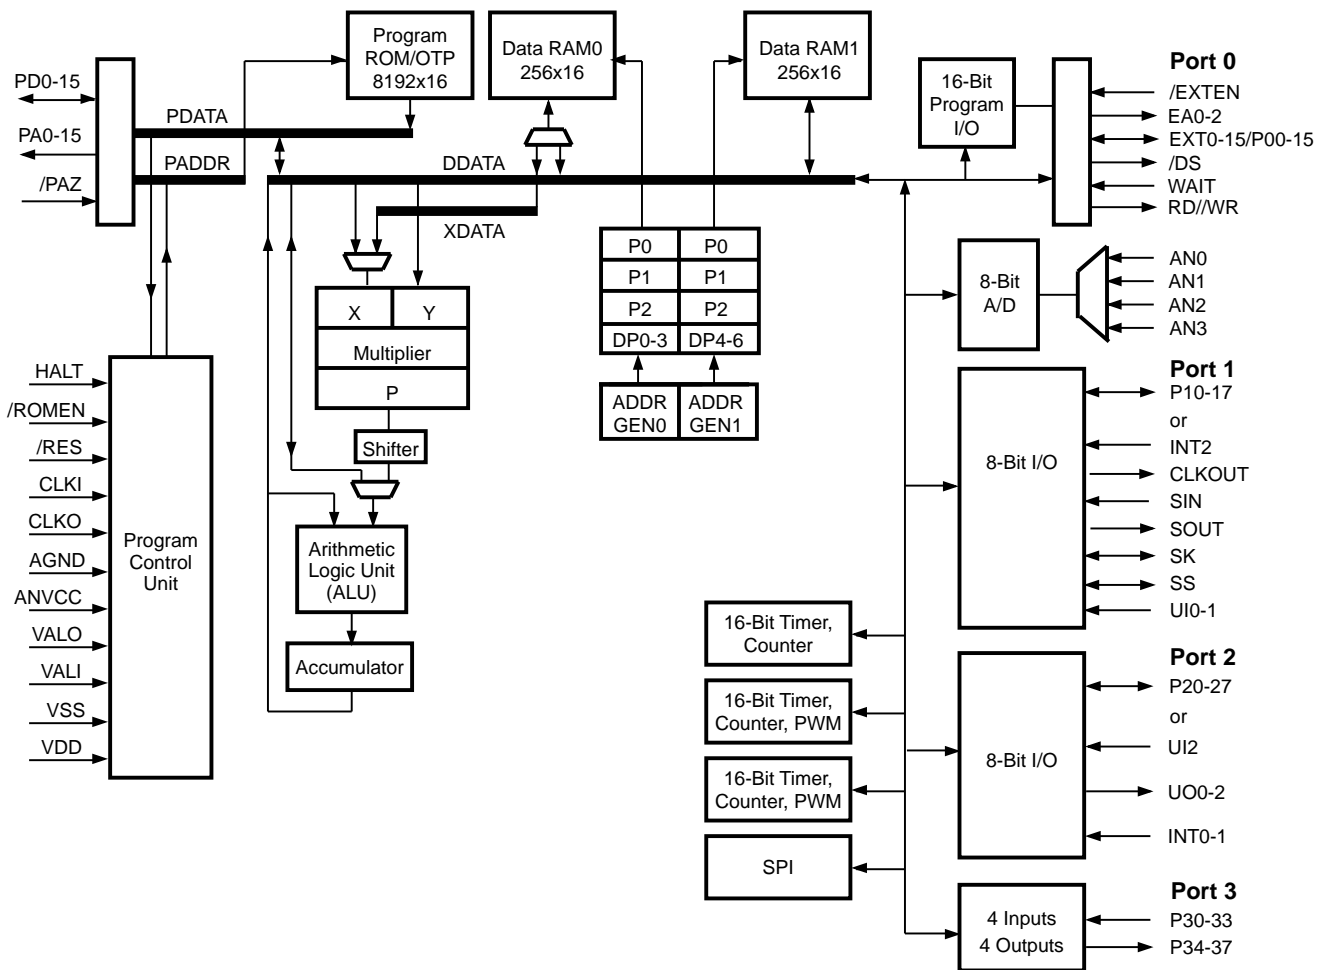 Program
ROM/OTP
8192x16
Data RAM0
256x16
Data RAM1
256x16
16-Bit
Program
I/O
Port 0
/EXTEN
EA0-2
EXT0-15/P00-15
/DS
WAIT
RD//WR
PD0-15
PA0-15
/PAZ
PDATA
PADDR
DDATA
XDATA
P0
P0
P1
P1
P2
P2
DP0-3
DP4-6
ADDR
GEN0
ADDR
GEN1
8-Bit
A/D
AN0
AN1
AN2
AN3
X
Y
Multiplier
P
Shifter
Arithmetic
Logic Unit
(ALU)
Accumulator
HALT
/ROMEN
/RES
CLKI
CLKO
AGND
ANVCC
VALO
VALI
VSS
VDD
Program
Control
Unit
Port 1
8-Bit I/O
P10-17
or
INT2
CLKOUT
SIN
SOUT
SK
SS
UI0-1
16-Bit Timer,
Counter
16-Bit Timer,
Counter, PWM
16-Bit Timer,
Counter, PWM
SPI
Port 2
8-Bit I/O
P20-27
or
UI2
UO0-2
INT0-1
Port 3
4 Inputs
4 Outputs
P30-33
P34-37